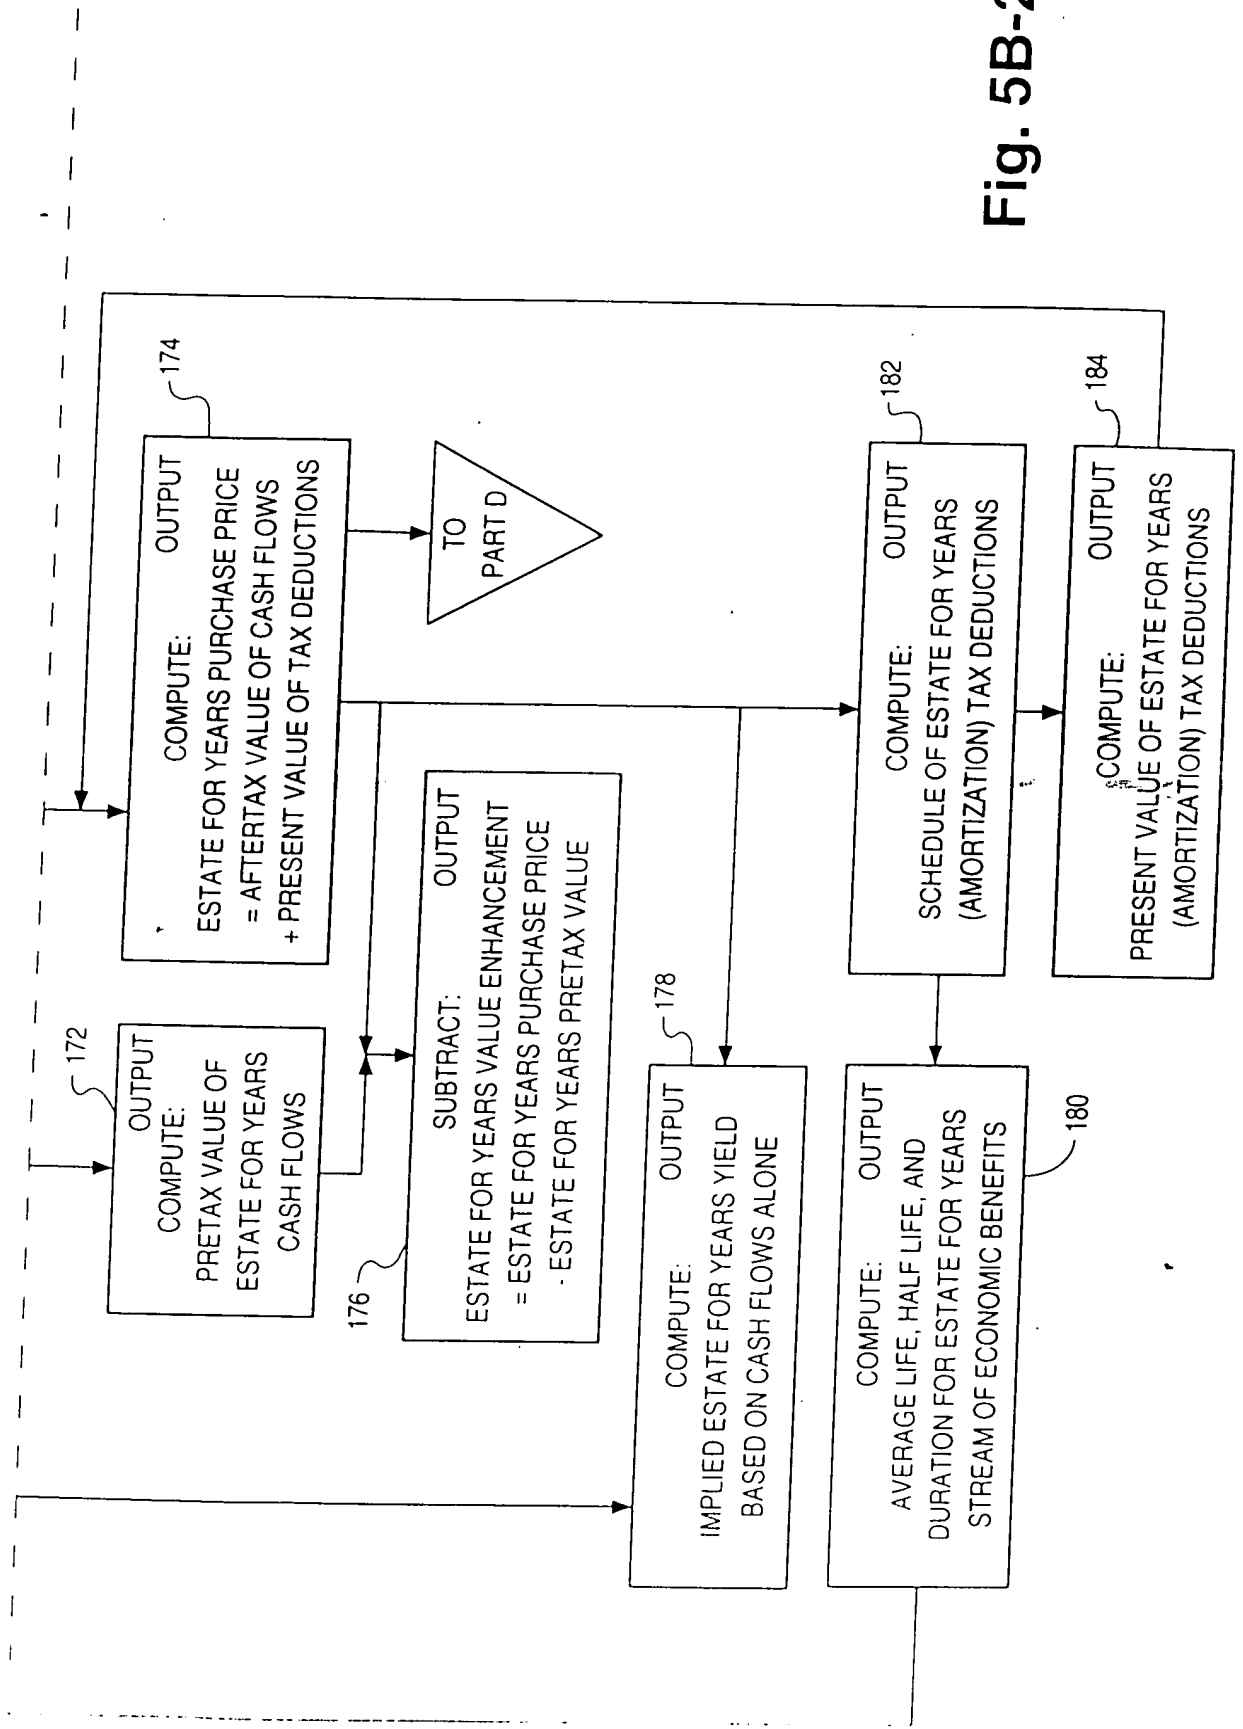 172
OUTPUT
COMPUTE:
PRETAX VALUE OF
ESTATE FOR YEARS
CASH FLOWS
174
COMPUTE: OUTPUT
ESTATE FOR YEARS PURCHASE PRICE
= AFTERTAX VALUE OF CASH FLOWS
+ PRESENT VALUE OF TAX DEDUCTIONS
TO
PART D
176
SUBTRACT: OUTPUT
ESTATE FOR YEARS VALUE ENHANCEMENT
= ESTATE FOR YEARS PURCHASE PRICE
- ESTATE FOR YEARS PRETAX VALUE
178
COMPUTE: OUTPUT
IMPLIED ESTATE FOR YEARS YIELD
BASED ON CASH FLOWS ALONE
182
COMPUTE: OUTPUT
SCHEDULE OF ESTATE FOR YEARS
(AMORTIZATION) TAX DEDUCTIONS
COMPUTE: OUTPUT
AVERAGE LIFE, HALF LIFE, AND
DURATION FOR ESTATE FOR YEARS
STREAM OF ECONOMIC BENEFITS
180
184
COMPUTE: OUTPUT
PRESENT VALUE OF ESTATE FOR YEARS
(AMORTIZATION) TAX DEDUCTIONS
Fig. 5B-2